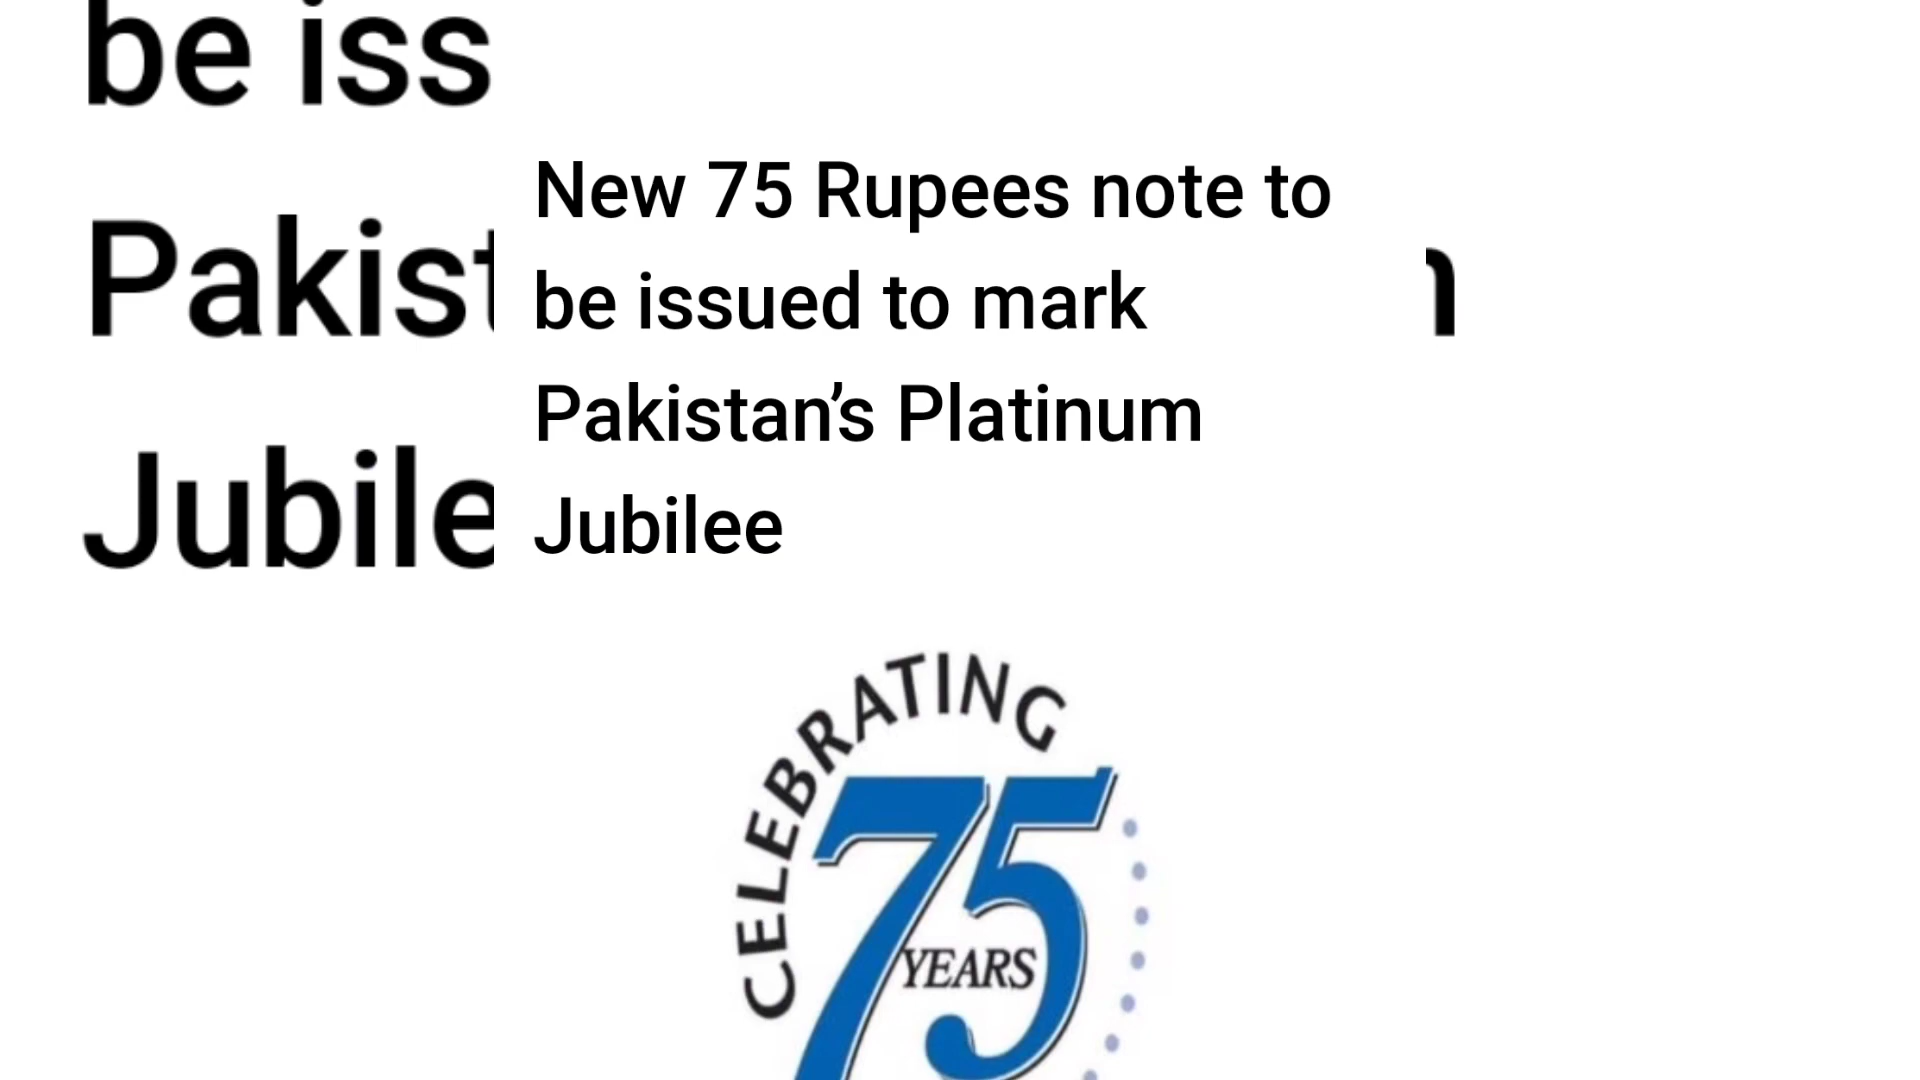 be iss
Pakist
Jubile
New 75 Rupees note to
be issued to mark
Pakistan’s Platinum
Jubilee
CELEBRATING
75
YEARS